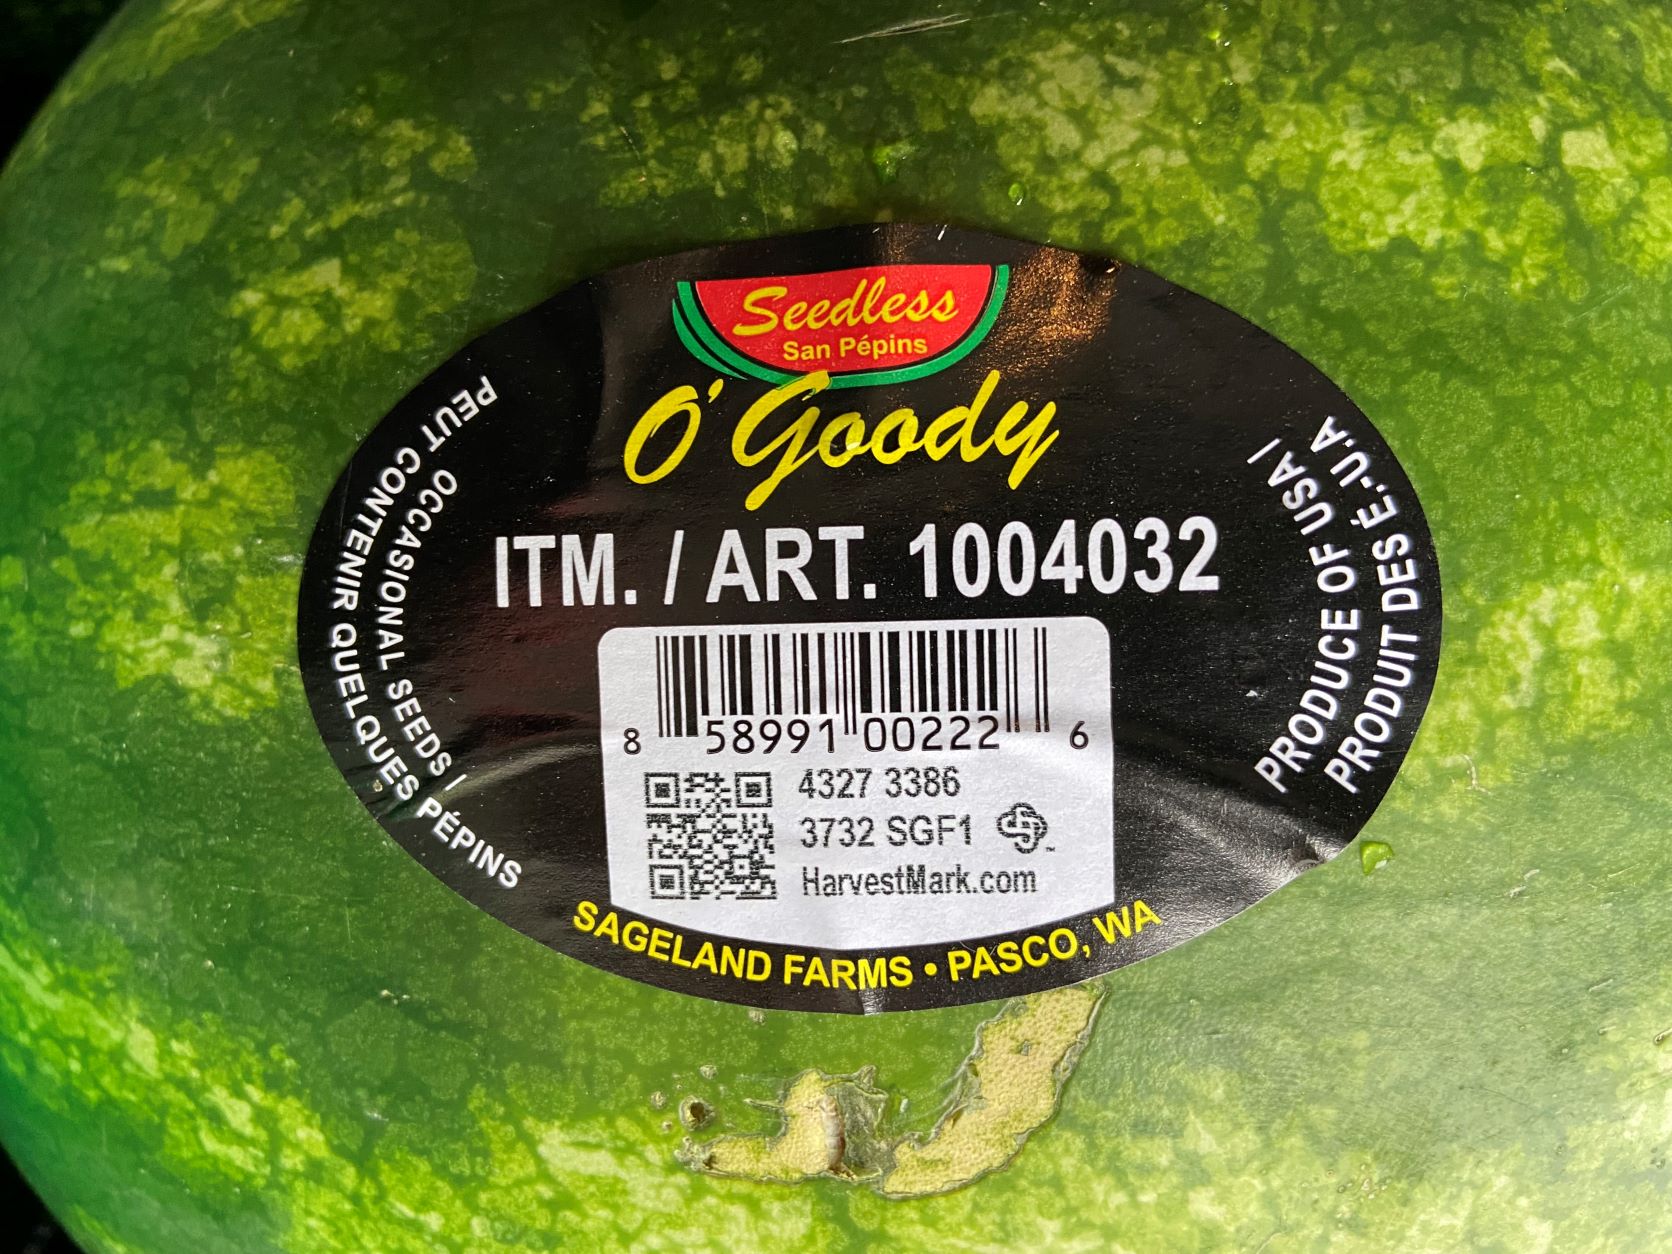 Seedless
San Pépins
O'Goody
ITM. / ART. 1004032
OCCASIONAL SEEDS /
PEUT CONTENIR QUELQUES PÉPINS
PRODUCE OF USA /
PRODUIT DES É.-U.A
8 58991 00222 6
4327 3386
3732 SGF1
HarvestMark.com
SAGELAND FARMS • PASCO, WA